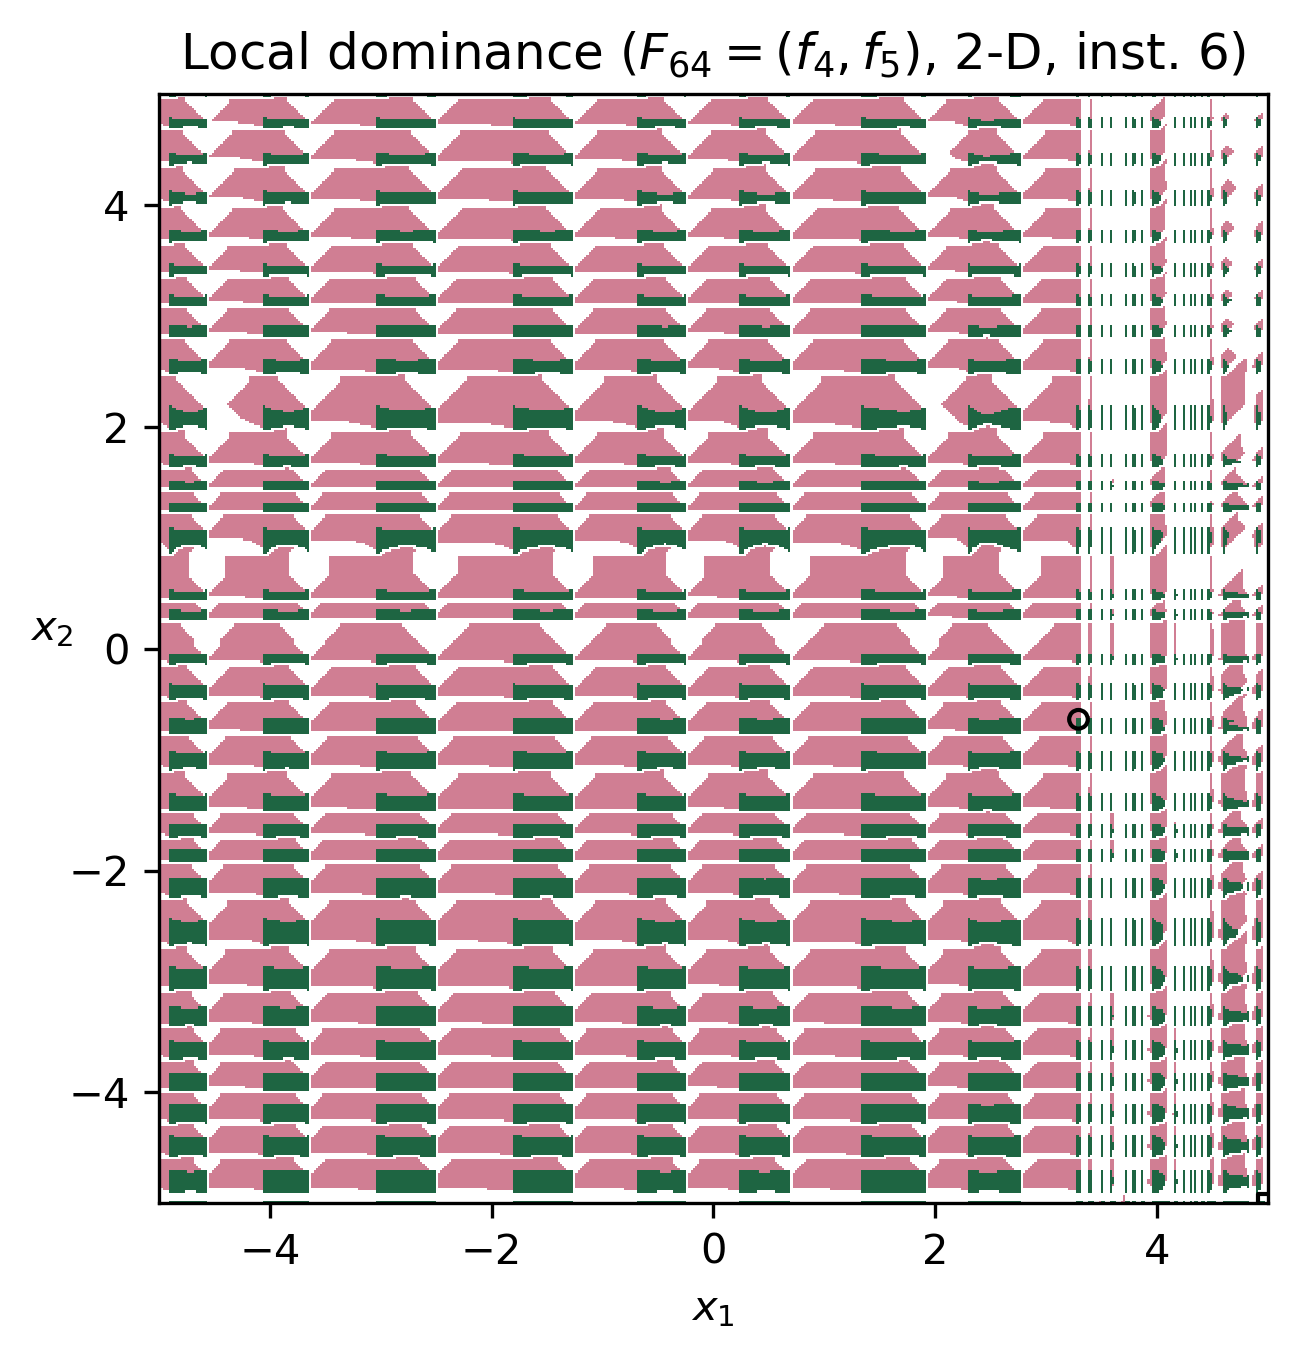 Local dominance (F₆₄ = (f₄, f₅), 2-D, inst. 6)
4
2
x₂
0
−2
−4
−4 −2 0 2 4
x₁